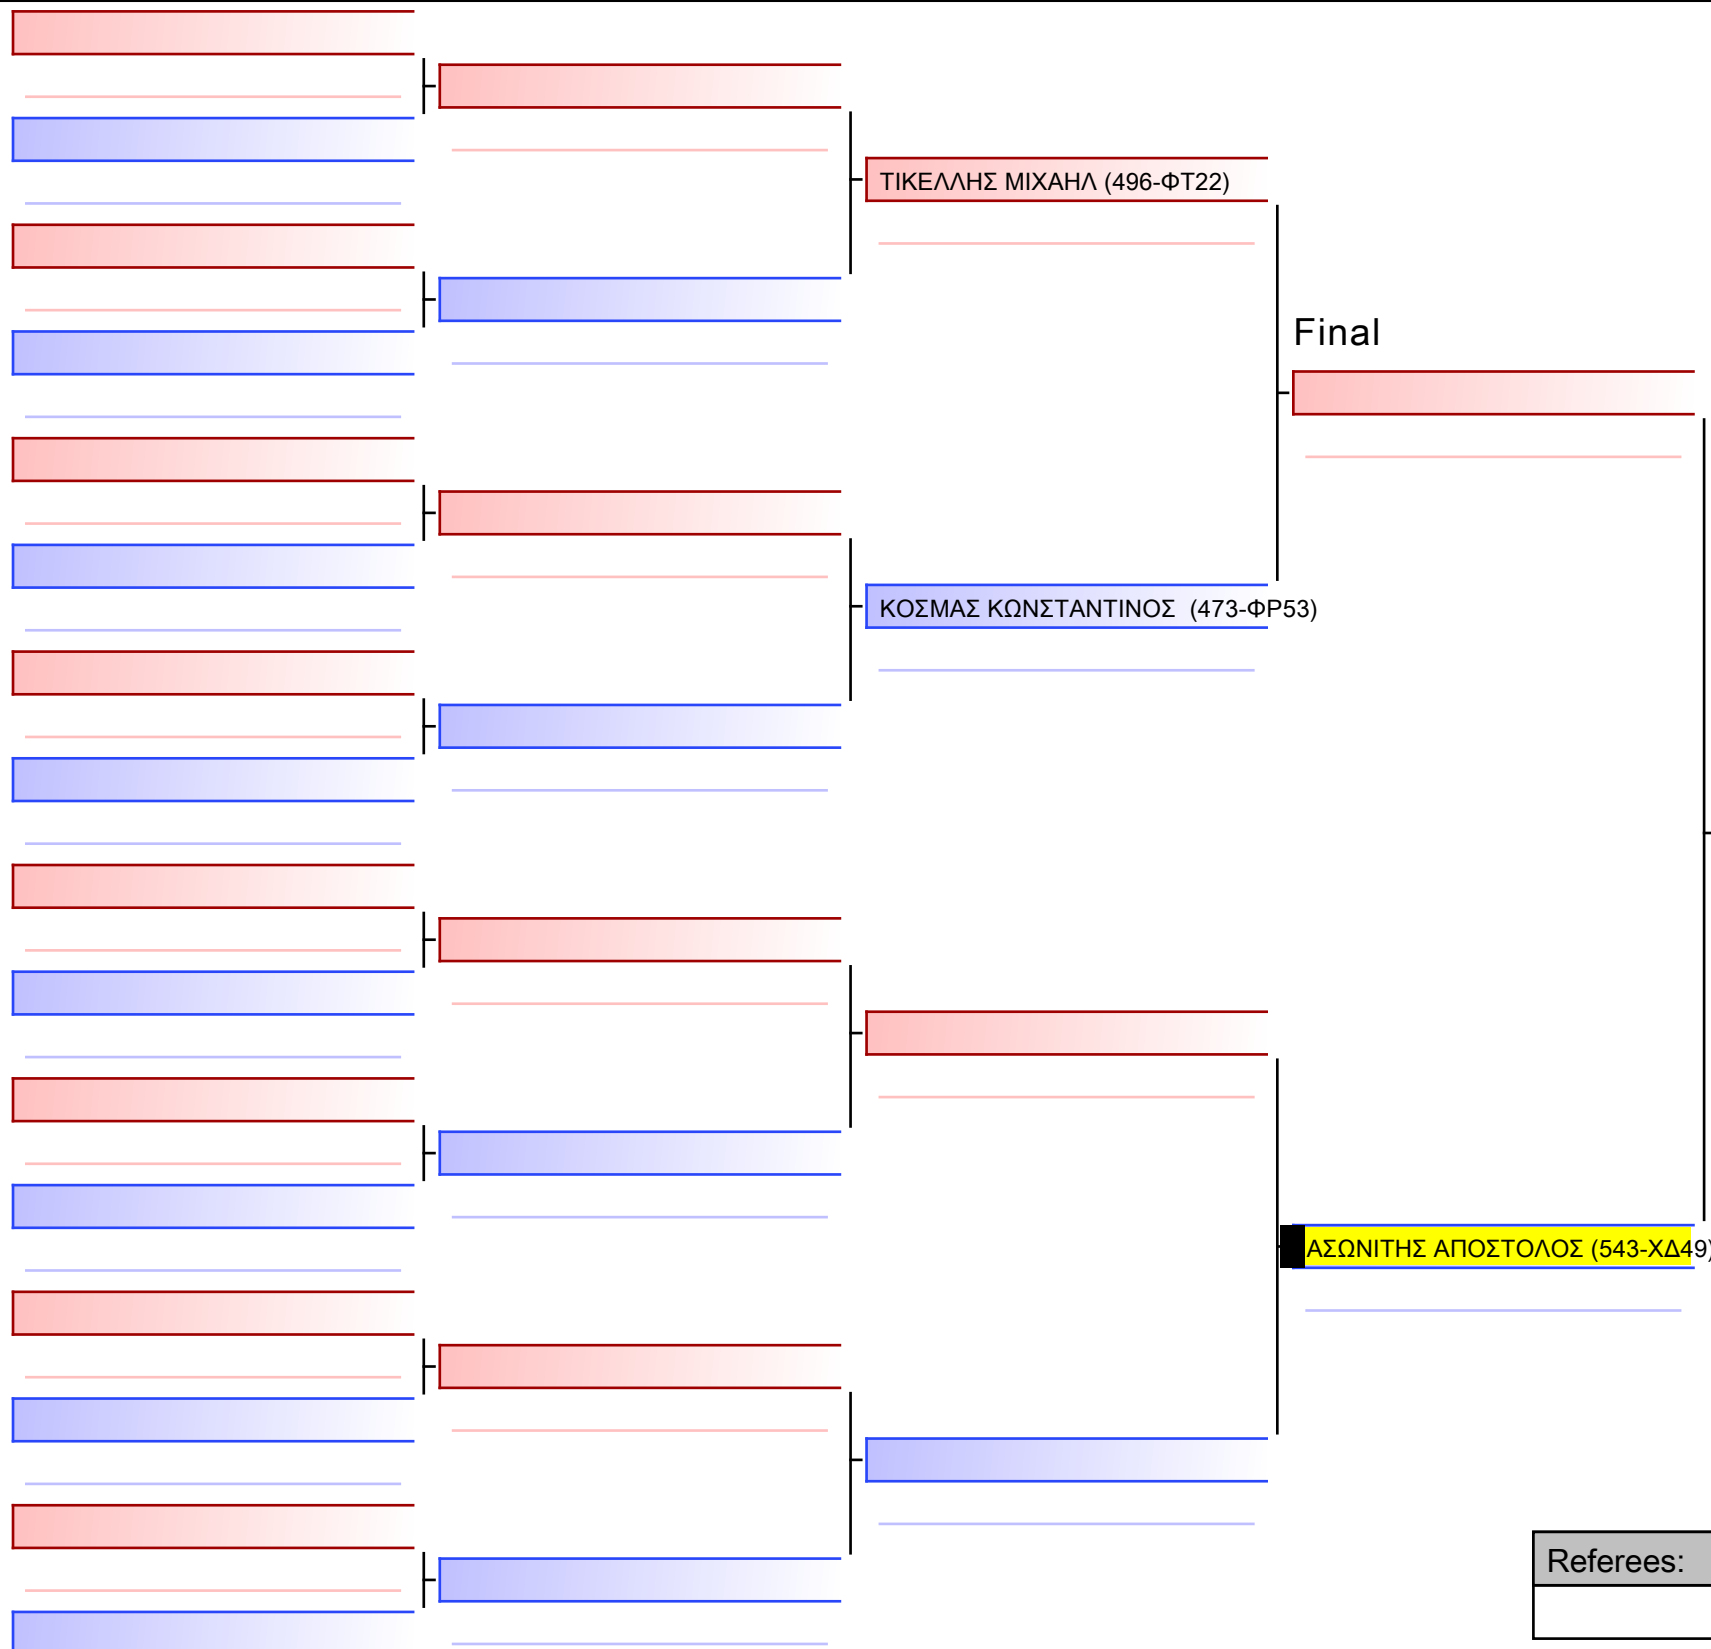 ΤΙΚΕΛΛΗΣ ΜΙΧΑΗΛ (496-ΦΤ22)
Final
ΚΟΣΜΑΣ ΚΩΝΣΤΑΝΤΙΝΟΣ (473-ΦΡ53)
ΑΣΩΝΙΤΗΣ ΑΠΟΣΤΟΛΟΣ (543-ΧΔ49)
Referees: